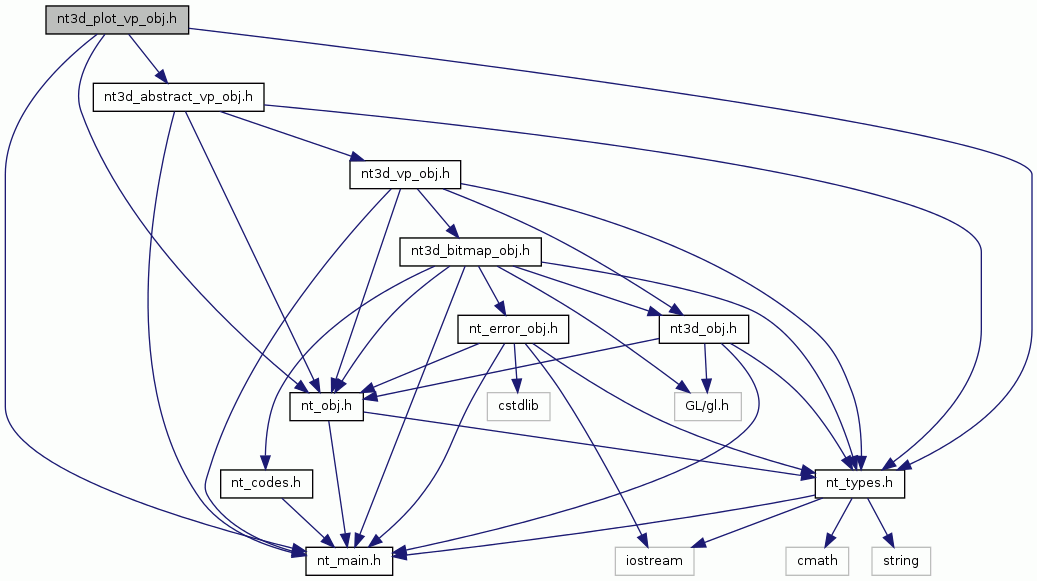 nt3d_plot_vp_obj.h
nt3d_abstract_vp_obj.h
nt3d_vp_obj.h
nt3d_bitmap_obj.h
nt_error_obj.h
nt3d_obj.h
nt_obj.h
cstdlib
GL/gl.h
nt_codes.h
nt_types.h
nt_main.h
iostream
cmath
string